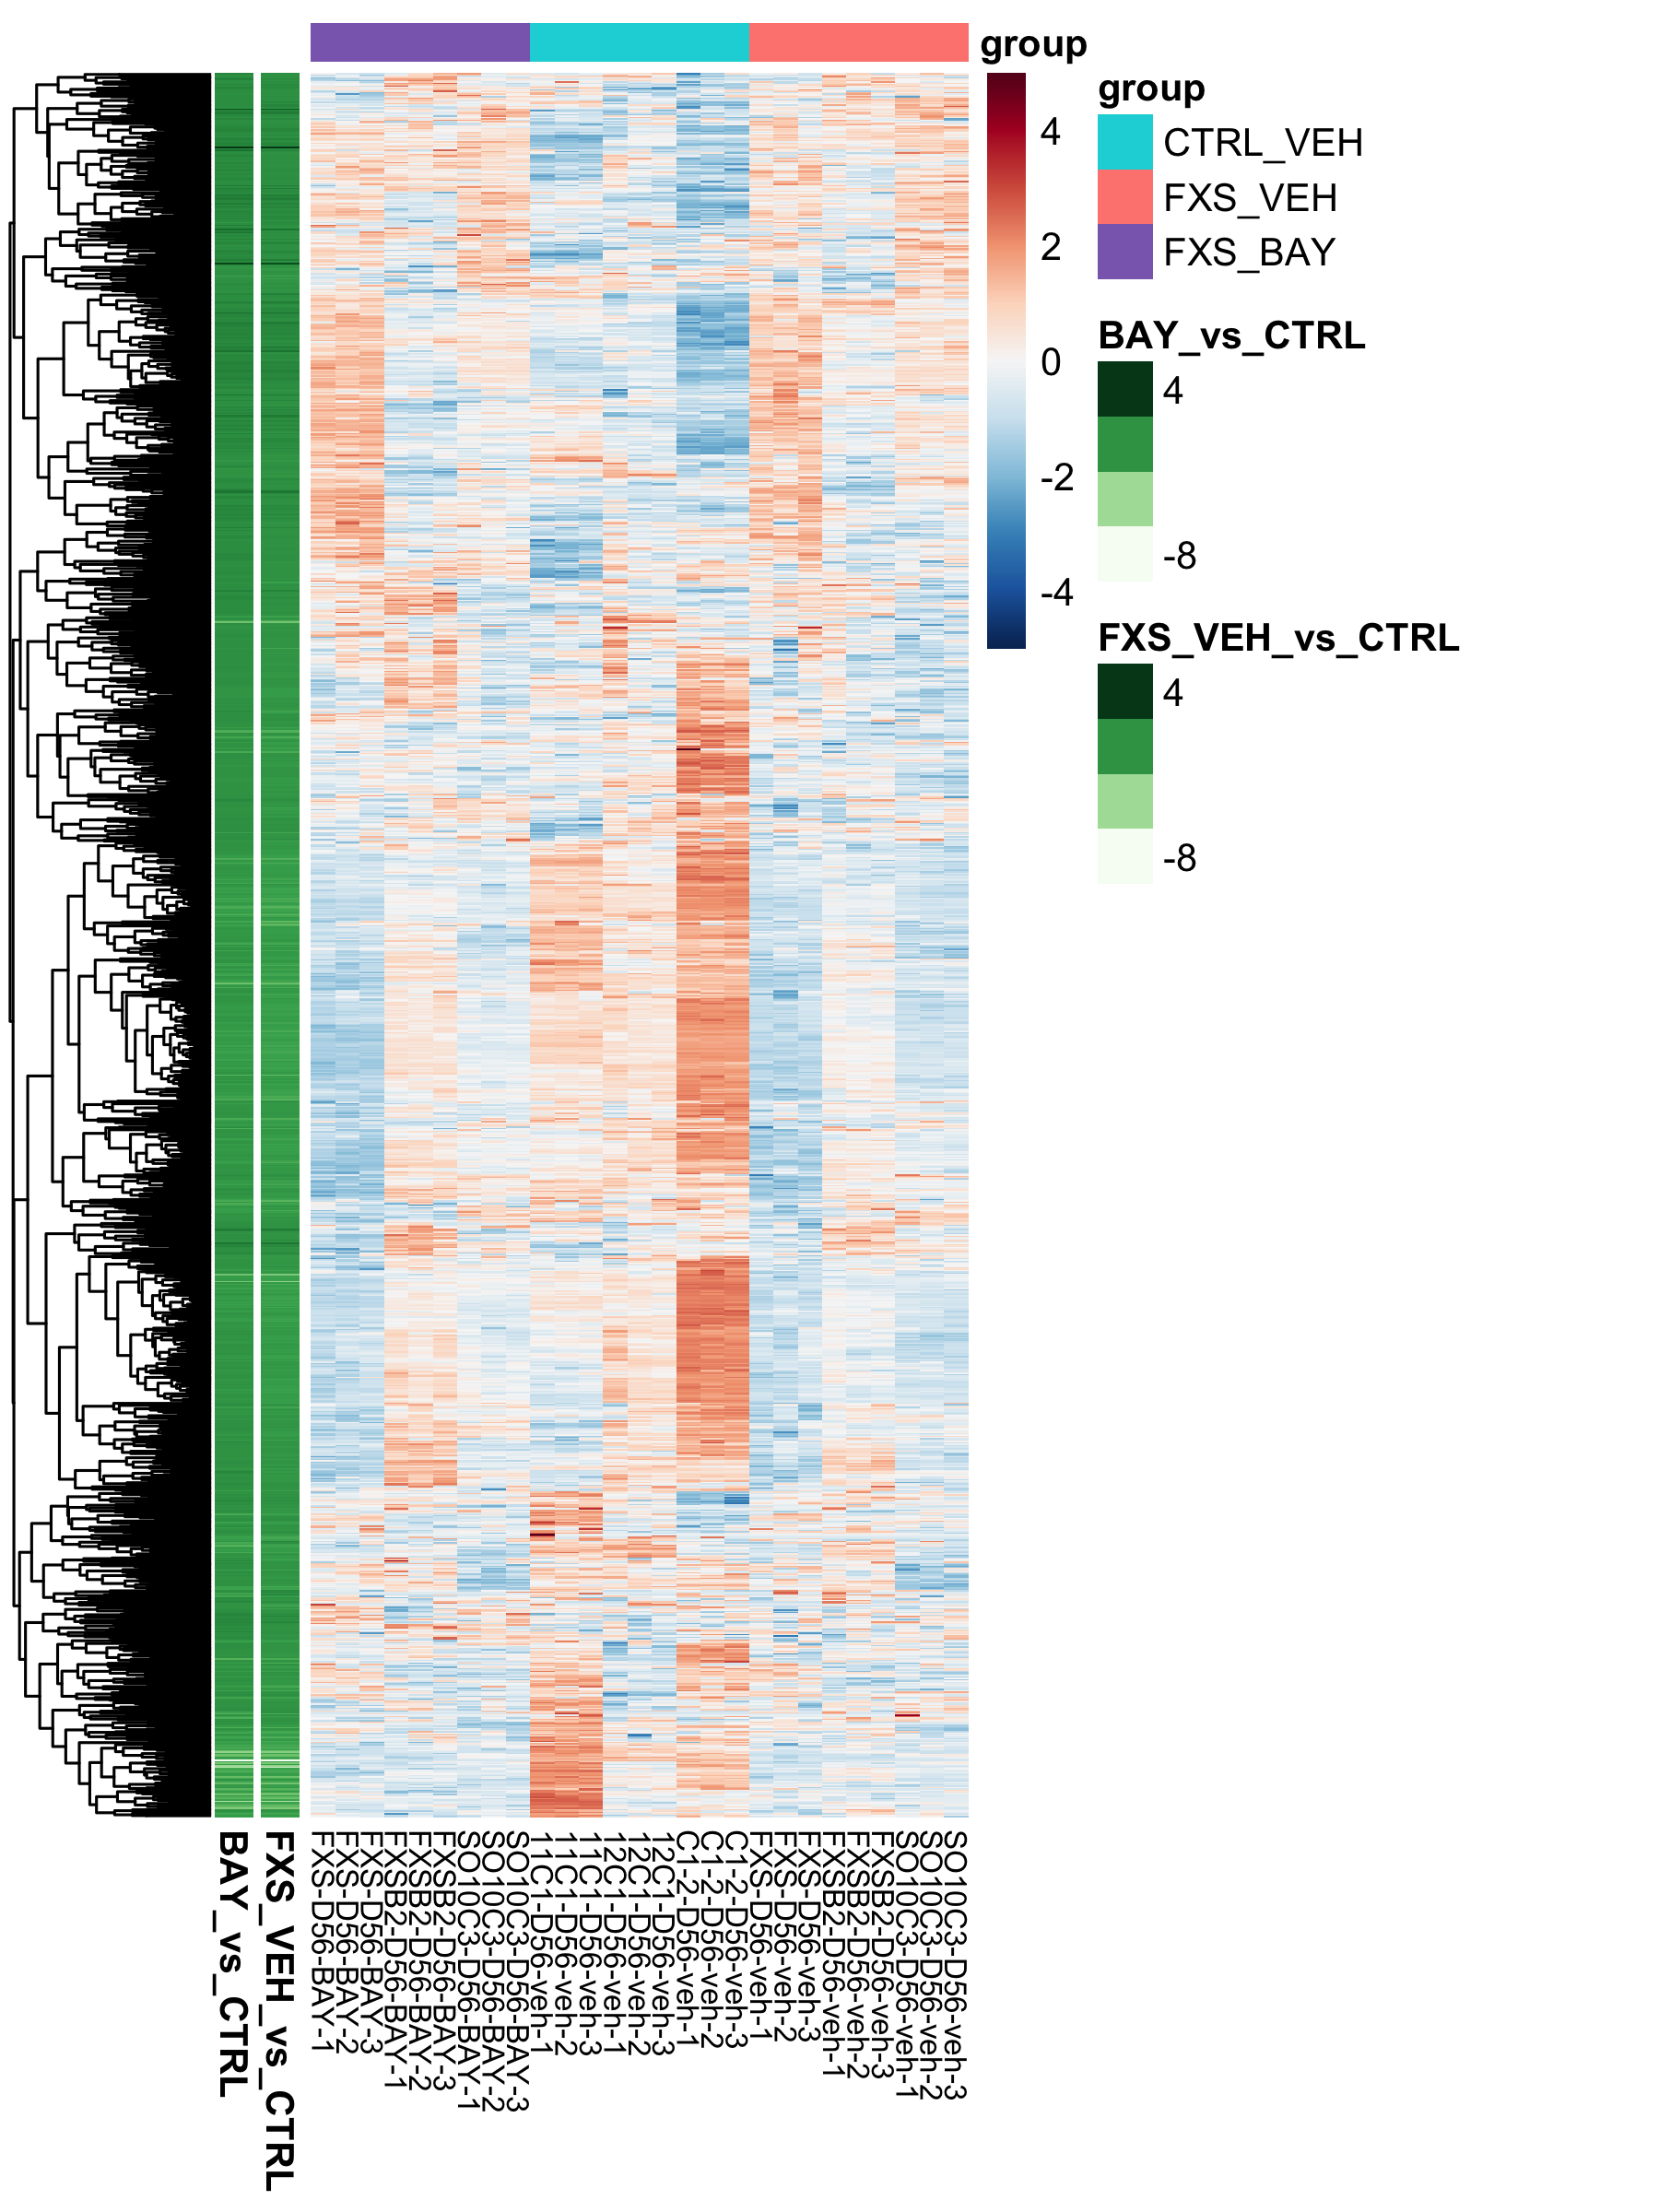 group
4
2
0
-2
-4
group
CTRL_VEH
FXS_VEH
FXS_BAY
BAY_vs_CTRL
4
-8
FXS_VEH_vs_CTRL
4
-8
BAY_vs_CTRL
FXS_VEH_vs_CTRL
FXS-D56-BAY-1
FXS-D56-BAY-2
FXS-D56-BAY-3
FXSB2-D56-BAY-1
FXSB2-D56-BAY-2
FXSB2-D56-BAY-3
SO10C3-D56-BAY-1
SO10C3-D56-BAY-2
SO10C3-D56-BAY-3
11C1-D56-veh-1
11C1-D56-veh-2
11C1-D56-veh-3
12C1-D56-veh-1
12C1-D56-veh-2
12C1-D56-veh-3
C1-2-D56-veh-1
C1-2-D56-veh-2
C1-2-D56-veh-3
FXS-D56-veh-1
FXS-D56-veh-2
FXS-D56-veh-3
FXSB2-D56-veh-1
FXSB2-D56-veh-2
FXSB2-D56-veh-3
SO10C3-D56-veh-1
SO10C3-D56-veh-2
SO10C3-D56-veh-3